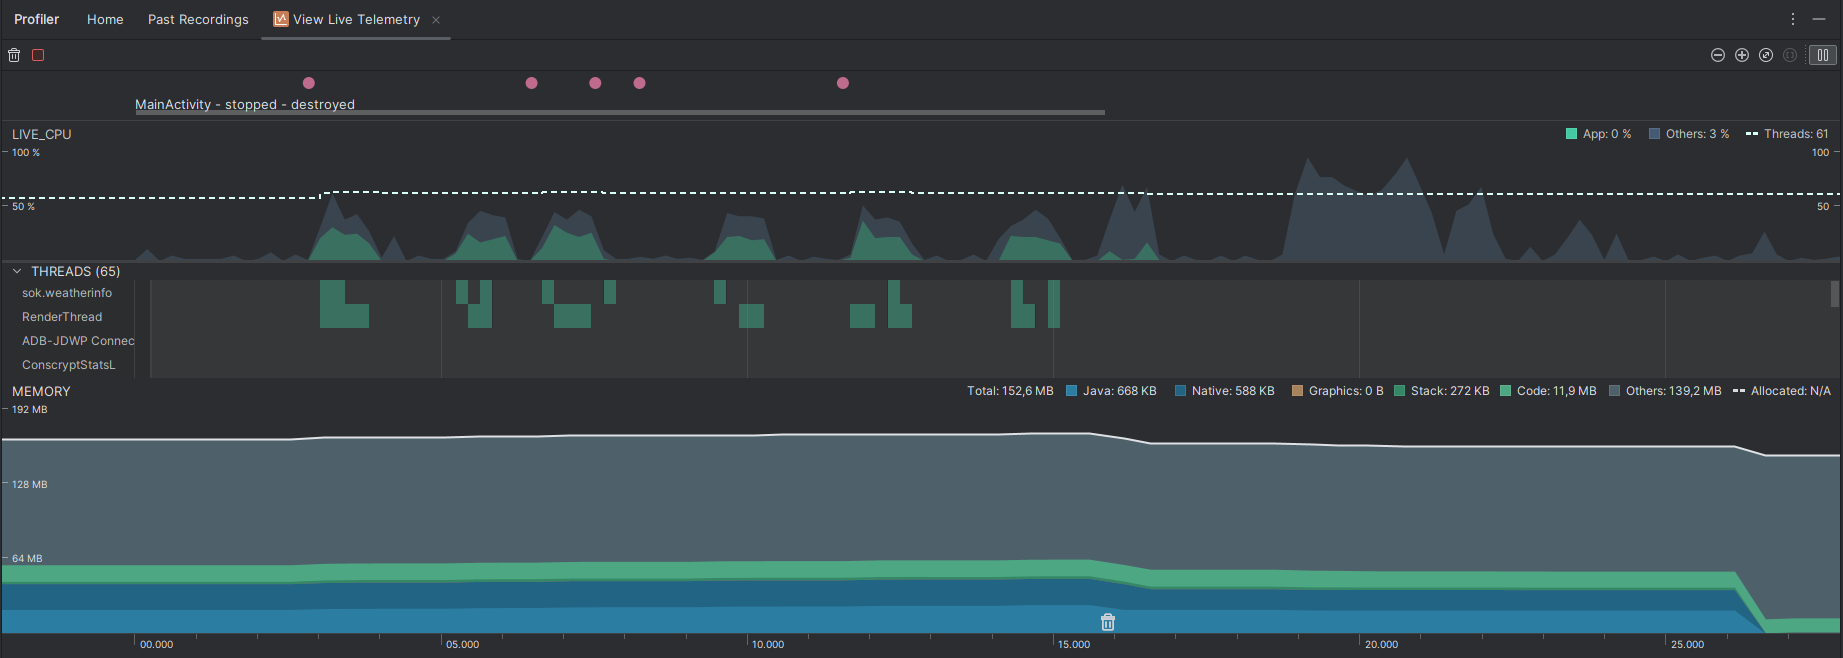 Profiler Home Past Recordings View Live Telemetry
MainActivity - stopped - destroyed
LIVE_CPU App: 0 % Others: 3 % Threads: 61
100 % 100
50 % 50
THREADS (65)
sok.weatherinfo
RenderThread
ADB-JDWP Connec
ConscryptStatsL
MEMORY Total: 152,6 MB Java: 668 KB Native: 588 KB Graphics: 0 B Stack: 272 KB Code: 11,9 MB Others: 139,2 MB Allocated: N/A
192 MB
128 MB
64 MB
00.000 05.000 10.000 15.000 20.000 25.000